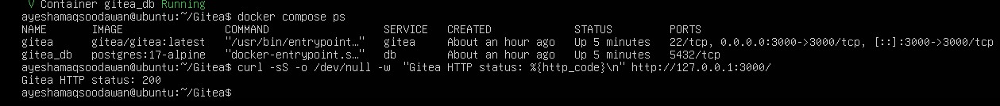 V Container gitea_db Running
ayeshamaqsoodawan@ubuntu:~/Gitea$ docker compose ps
NAME IMAGE COMMAND SERVICE CREATED STATUS PORTS
gitea gitea/gitea:latest "/usr/bin/entrypoint…" gitea About an hour ago Up 5 minutes 22/tcp, 0.0.0.0:3000->3000/tcp, [::]:3000->3000/tcp
gitea_db postgres:17-alpine "docker-entrypoint.s…" db About an hour ago Up 5 minutes 5432/tcp
ayeshamaqsoodawan@ubuntu:~/Gitea$ curl -sS -o /dev/null -w "Gitea HTTP status: %{http_code}\n" http://127.0.0.1:3000/
Gitea HTTP status: 200
ayeshamaqsoodawan@ubuntu:~/Gitea$